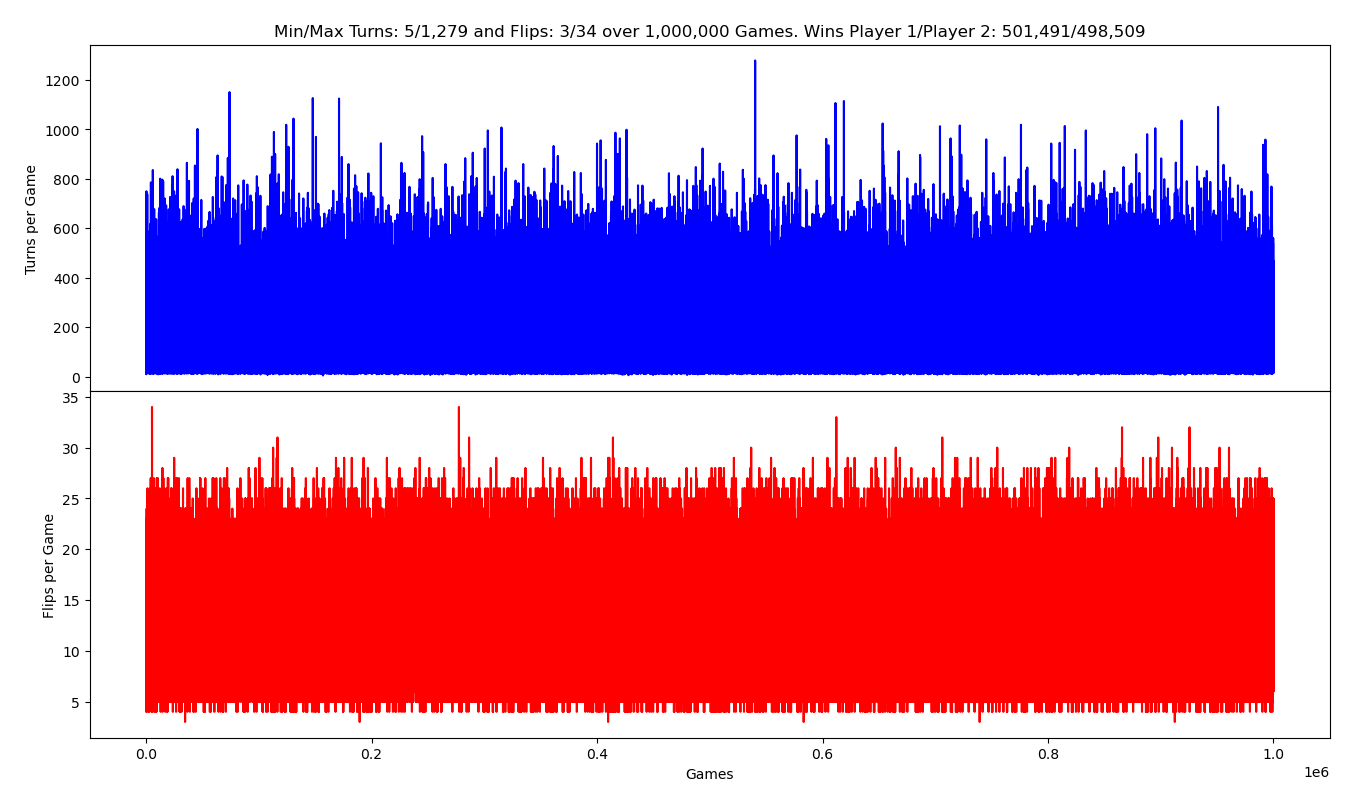 Min/Max Turns: 5/1,279 and Flips: 3/34 over 1,000,000 Games. Wins Player 1/Player 2: 501,491/498,509
1200
1000
800
600
400
200
0
Turns per Game
35
30
25
20
15
10
5
Flips per Game
0.0 0.2 0.4 0.6 0.8 1.0
Games
1e6